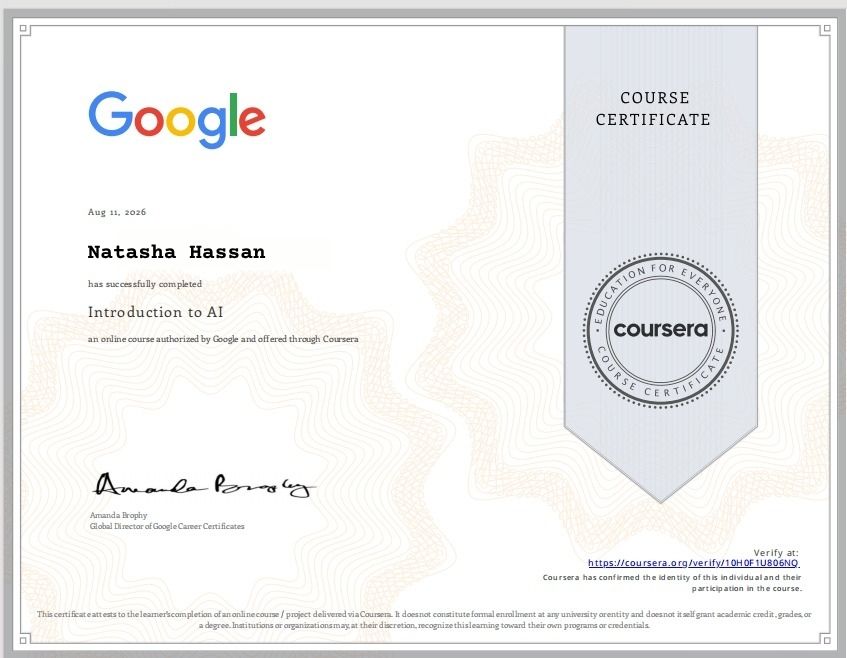 Google
COURSE
CERTIFICATE
Aug 11, 2026
Natasha Hassan
has successfully completed
Introduction to AI
an online course authorized by Google and offered through Coursera
EDUCATION FOR EVERYONE
coursera
COURSE CERTIFICATE
Amanda Brophy
Amanda Brophy
Global Director of Google Career Certificates
Verify at:
https://coursera.org/verify/10H0F1U806NQ
Coursera has confirmed the identity of this individual and their
participation in the course.
This certificate attests to the learner's completion of an online course / project delivered via Coursera. It does not constitute formal enrollment at any university or entity and does not itself grant academic credit, grades, or
a degree. Institutions or organizations may, at their discretion, recognize this learning toward their own programs or credentials.